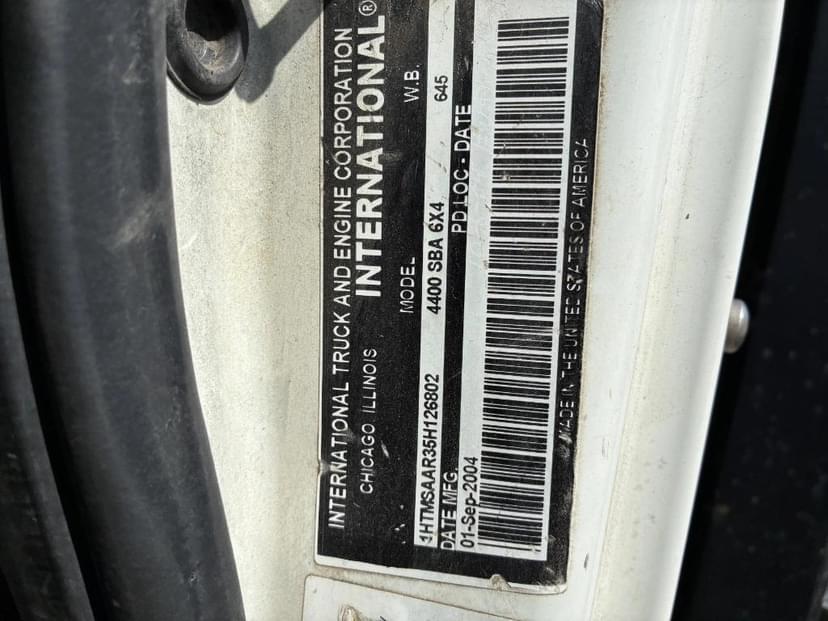 INTERNATIONAL TRUCK AND ENGINE CORPORATION
CHICAGO ILLINOIS INTERNATIONAL®
MODEL W.B.
1HTMSAAR35H126802 4400 SBA 6X4 645
DATE MFG. PD LOC - DATE
01-Sep-2004
MADE IN THE UNITED STATES OF AMERICA